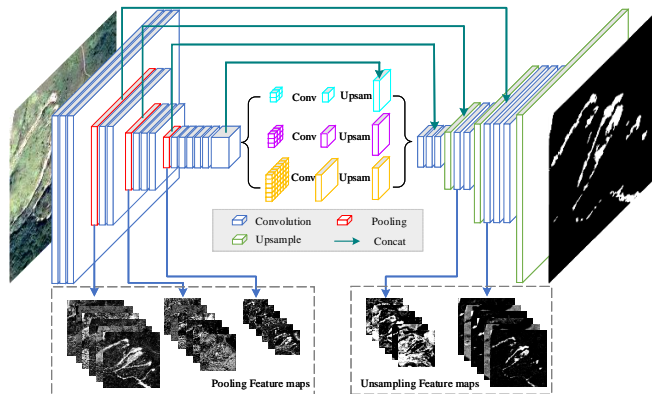 Conv Upsam
Conv Upsam
Conv Upsam
Convolution
Pooling
Upsample
Concat
Pooling Feature maps
Unsampling Feature maps